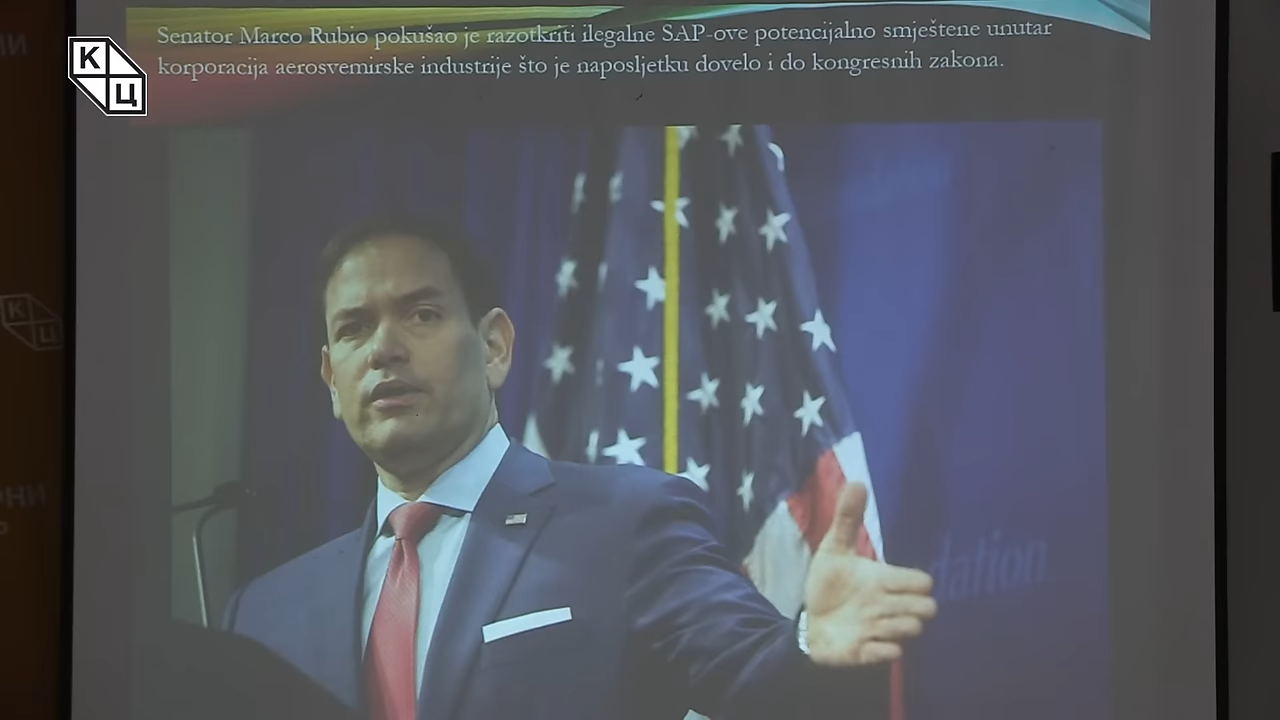 Senator Marco Rubio pokušao je razotkriti ilegalne SAP-ove potencijalno smještene unutar
korporacija aerosvemirske industrije što je naposljetku dovelo i do kongresnih zakona.
К
Ц
К
Ц
dation